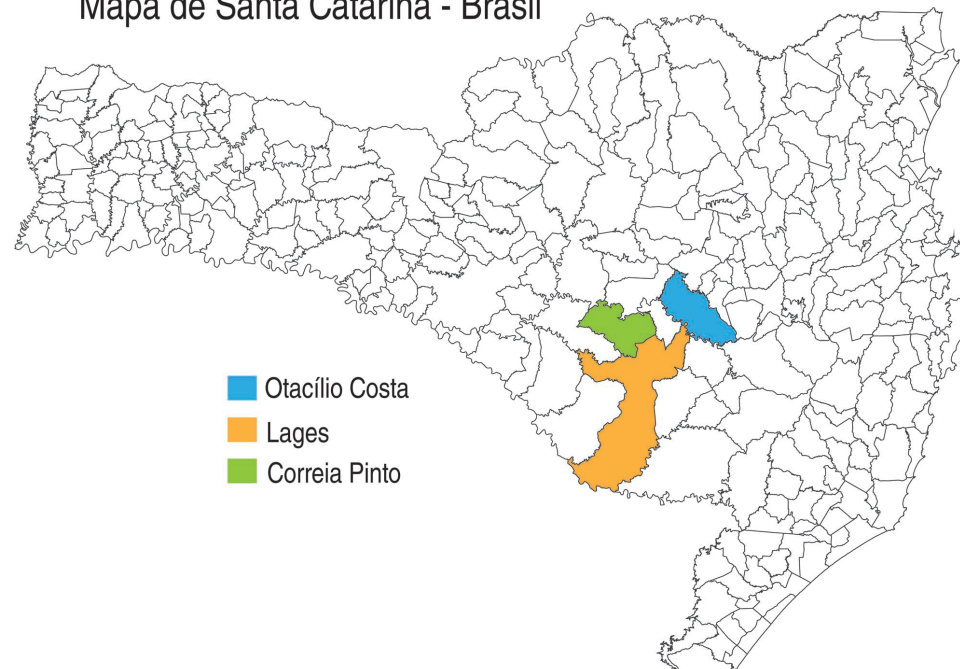 Mapa de Santa Catarina - Brasil
Otacílio Costa
Lages
Correia Pinto